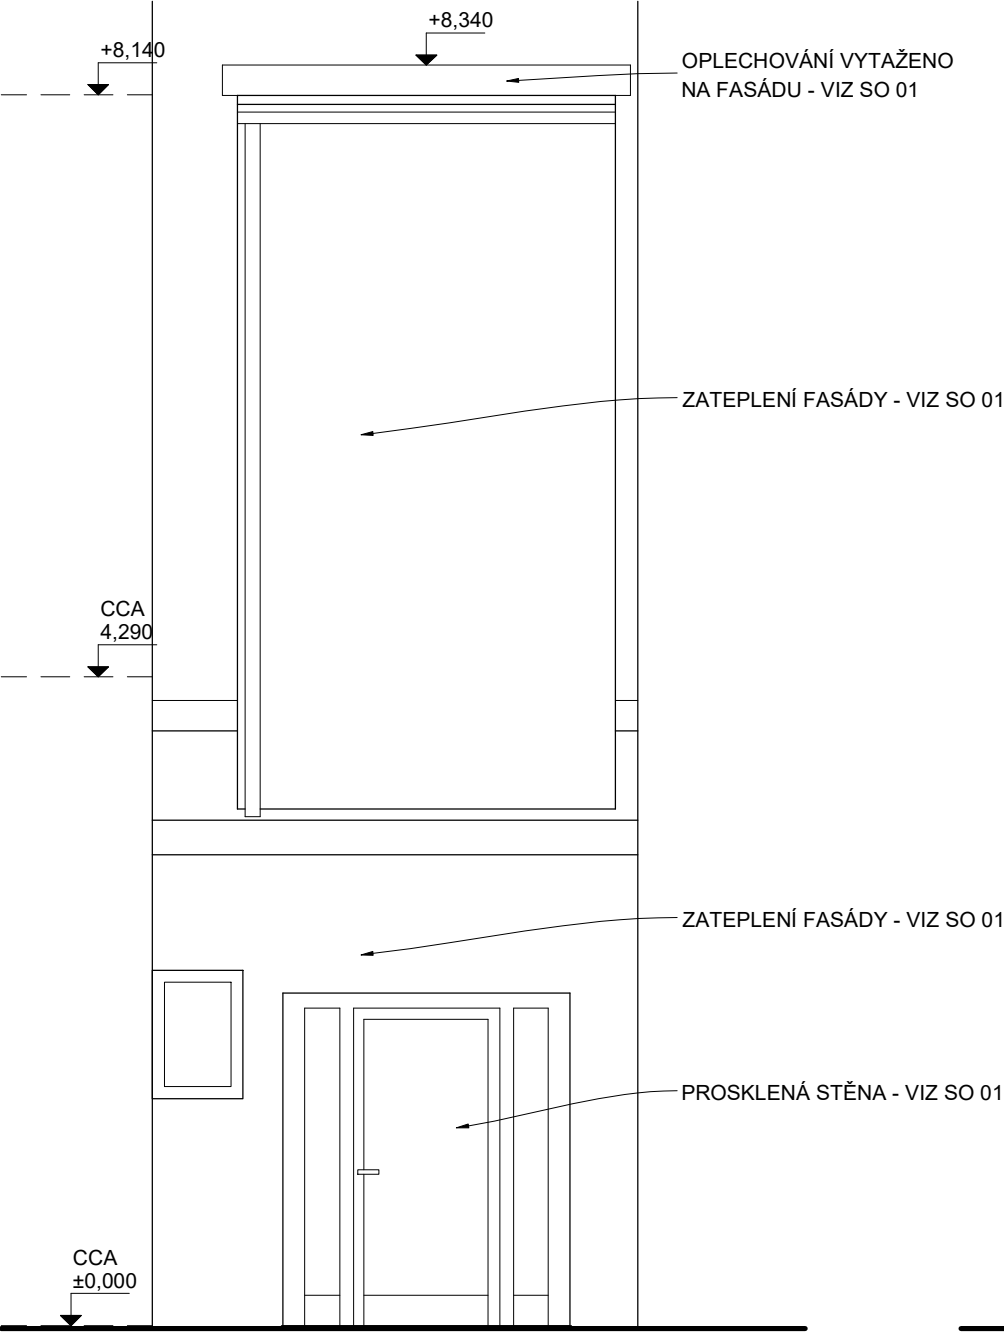 +8,340
+8,140
OPLECHOVÁNÍ VYTAŽENO
NA FASÁDU - VIZ SO 01
ZATEPLENÍ FASÁDY - VIZ SO 01
CCA
4,290
ZATEPLENÍ FASÁDY - VIZ SO 01
PROSKLENÁ STĚNA - VIZ SO 01
CCA
±0,000